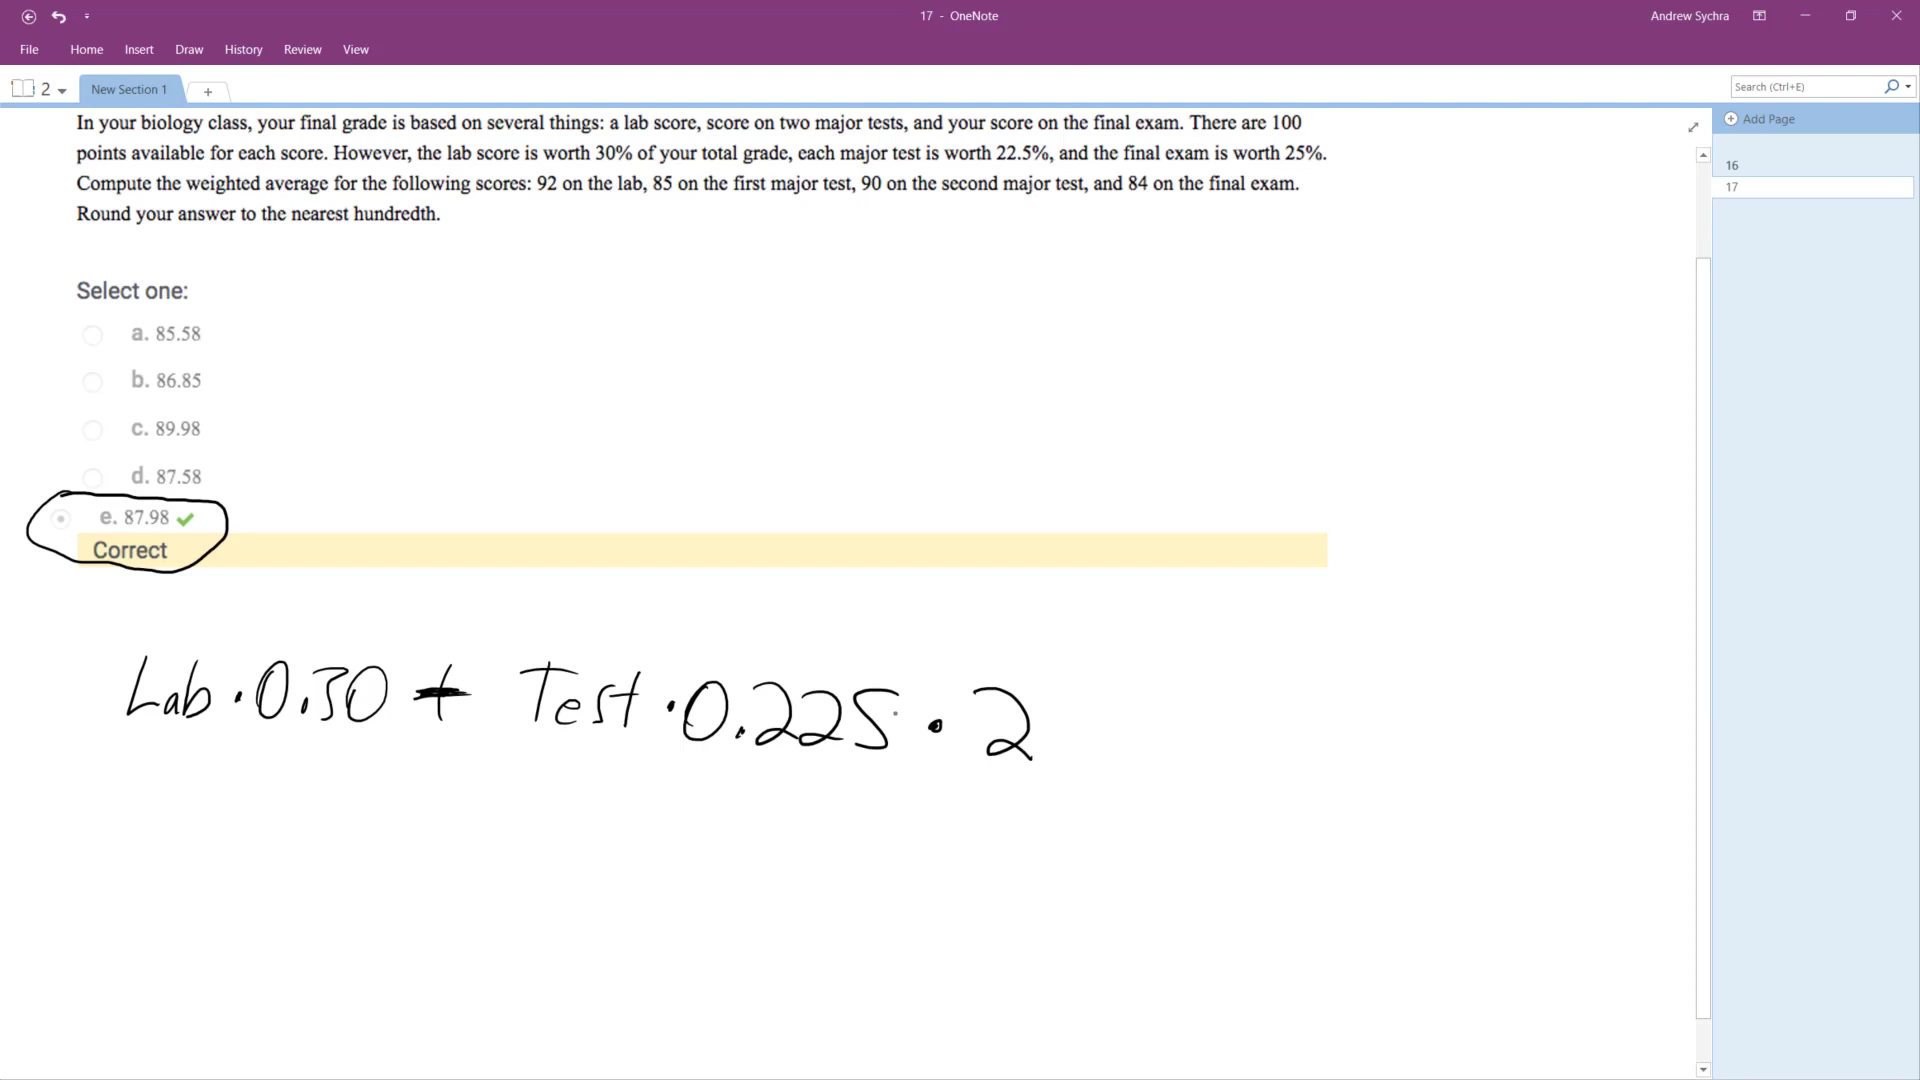 17 - OneNote
Andrew Sychra
File Home Insert Draw History Review View
2 New Section 1 +
Search (Ctrl+E)
Add Page
16
17
In your biology class, your final grade is based on several things: a lab score, score on two major tests, and your score on the final exam. There are 100
points available for each score. However, the lab score is worth 30% of your total grade, each major test is worth 22.5%, and the final exam is worth 25%.
Compute the weighted average for the following scores: 92 on the lab, 85 on the first major test, 90 on the second major test, and 84 on the final exam.
Round your answer to the nearest hundredth.
Select one:
a. 85.58
b. 86.85
c. 89.98
d. 87.58
e. 87.98
Correct
Lab · 0.30 + Test · 0.225 · 2